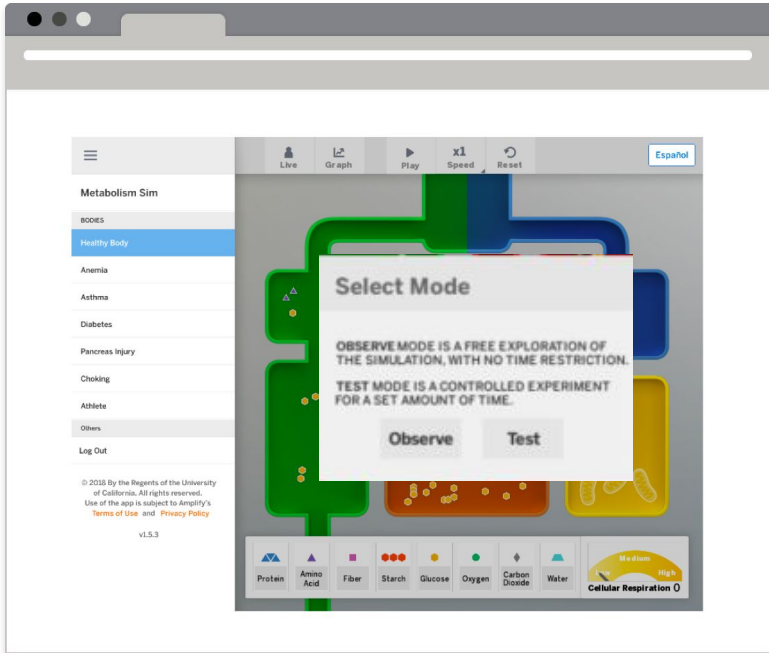 Live
Graph
Play
x1
Speed
Reset
Español
Metabolism Sim
BODIES
Healthy Body
Anemia
Asthma
Diabetes
Pancreas Injury
Choking
Athlete
Others
Log Out
© 2018 By the Regents of the University
of California. All rights reserved.
Use of the app is subject to Amplify's
Terms of Use and Privacy Policy
v1.5.3
Select Mode
OBSERVE MODE IS A FREE EXPLORATION OF
THE SIMULATION, WITH NO TIME RESTRICTION.
TEST MODE IS A CONTROLLED EXPERIMENT
FOR A SET AMOUNT OF TIME.
Observe
Test
Protein
Amino
Acid
Fiber
Starch
Glucose
Oxygen
Carbon
Dioxide
Water
Medium
High
Cellular Respiration 0